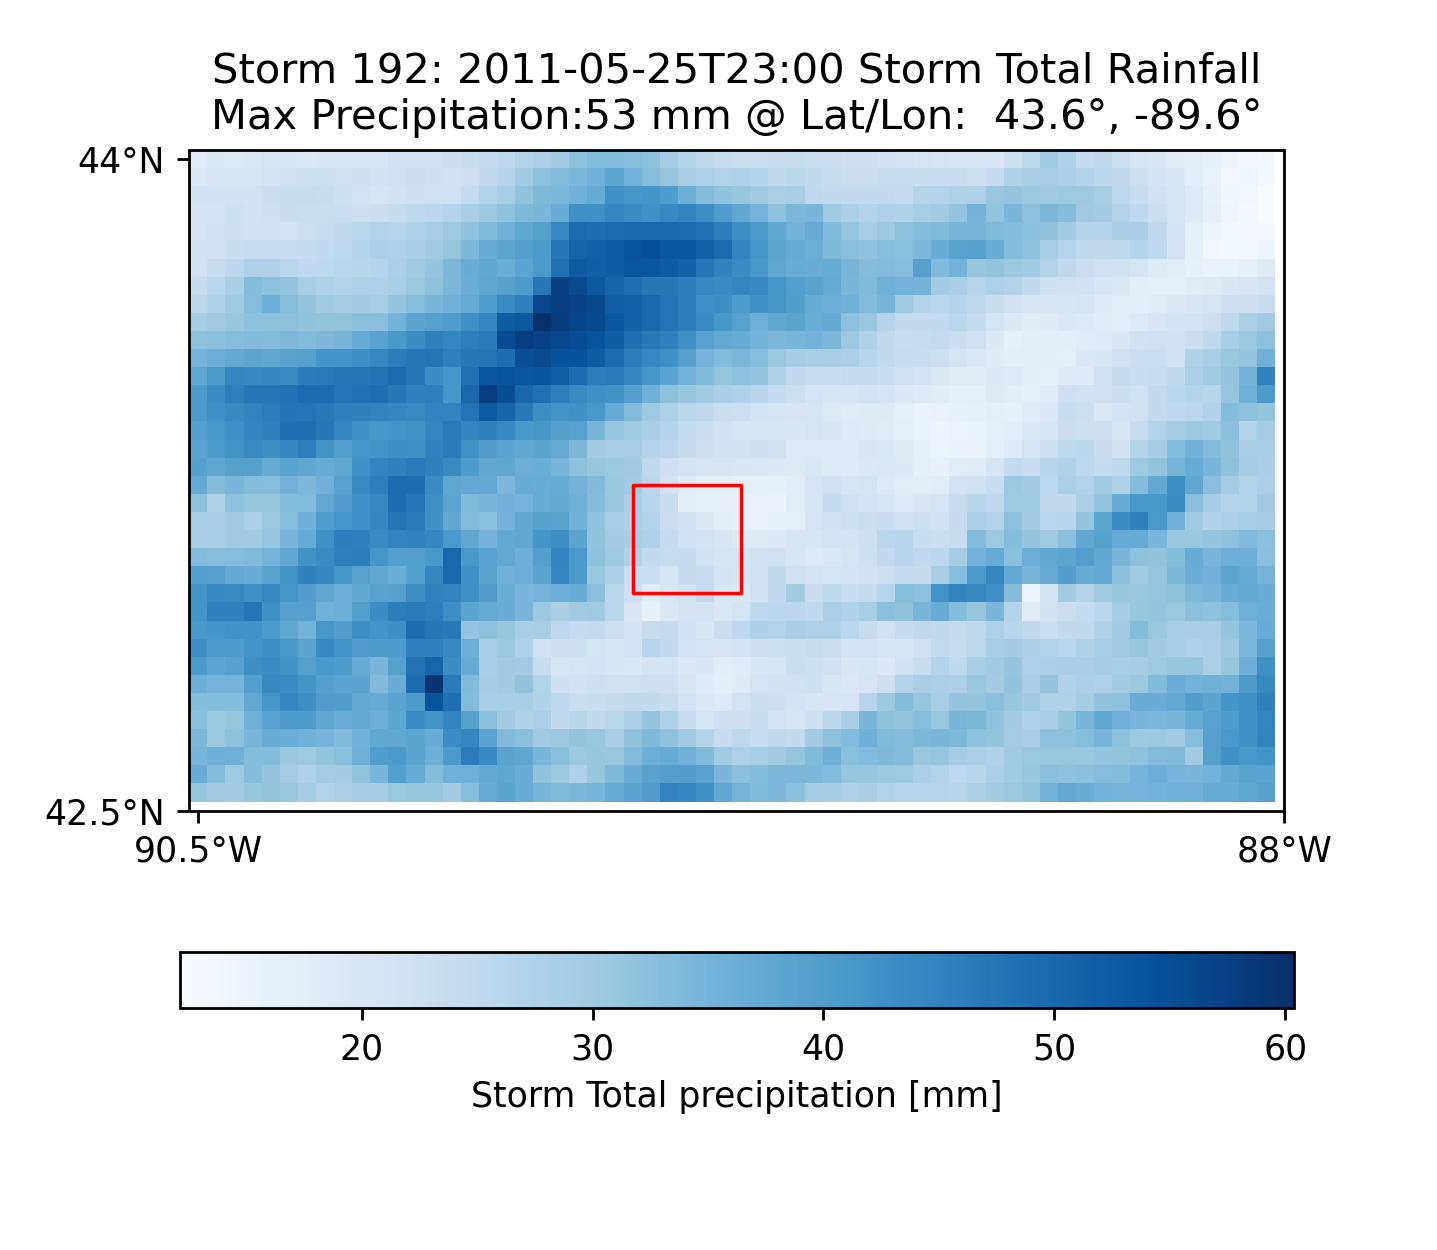 Storm 192: 2011-05-25T23:00 Storm Total Rainfall
Max Precipitation:53 mm @ Lat/Lon:  43.6°, -89.6°
44°N
42.5°N
90.5°W
88°W
20
30
40
50
60
Storm Total precipitation [mm]